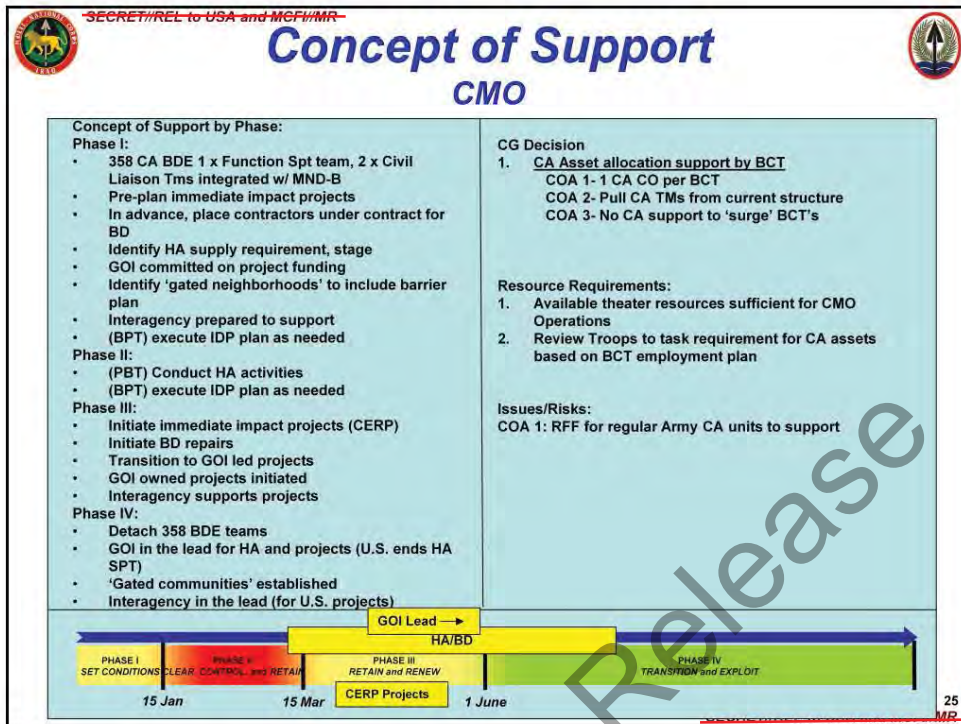 SECRET//REL to USA and MCFI//MR
Concept of Support
CMO
Concept of Support by Phase:
Phase I:
• 358 CA BDE 1 x Function Spt team, 2 x Civil
Liaison Tms integrated w/ MND-B
• Pre-plan immediate impact projects
• In advance, place contractors under contract for
BD
• Identify HA supply requirement, stage
• GOI committed on project funding
• Identify 'gated neighborhoods' to include barrier
plan
• Interagency prepared to support
• (BPT) execute IDP plan as needed
Phase II:
• (PBT) Conduct HA activities
• (BPT) execute IDP plan as needed
Phase III:
• Initiate immediate impact projects (CERP)
• Initiate BD repairs
• Transition to GOI led projects
• GOI owned projects initiated
• Interagency supports projects
Phase IV:
• Detach 358 BDE teams
• GOI in the lead for HA and projects (U.S. ends HA
SPT)
• 'Gated communities' established
• Interagency in the lead (for U.S. projects)
CG Decision
1. CA Asset allocation support by BCT
COA 1- 1 CA CO per BCT
COA 2- Pull CA TMs from current structure
COA 3- No CA support to 'surge' BCT's
Resource Requirements:
1. Available theater resources sufficient for CMO
Operations
2. Review Troops to task requirement for CA assets
based on BCT employment plan
Issues/Risks:
COA 1: RFF for regular Army CA units to support
Release
GOI Lead →
HA/BD
PHASE I
SET CONDITIONS
PHASE II
CLEAR, CONTROL, and RETAIN
PHASE III
RETAIN and RENEW
PHASE IV
TRANSITION and EXPLOIT
CERP Projects
15 Jan
15 Mar
1 June
25
MR